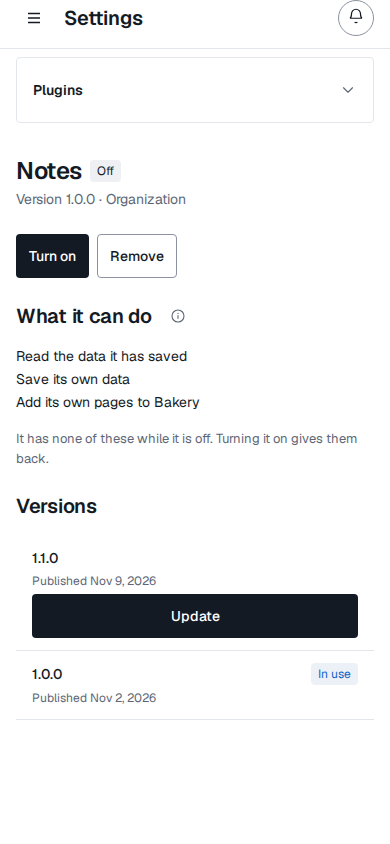 Settings
Plugins
Notes Off
Version 1.0.0 · Organization
Turn on Remove
What it can do
Read the data it has saved
Save its own data
Add its own pages to Bakery
It has none of these while it is off. Turning it on gives them
back.
Versions
1.1.0
Published Nov 9, 2026
Update
1.0.0 In use
Published Nov 2, 2026